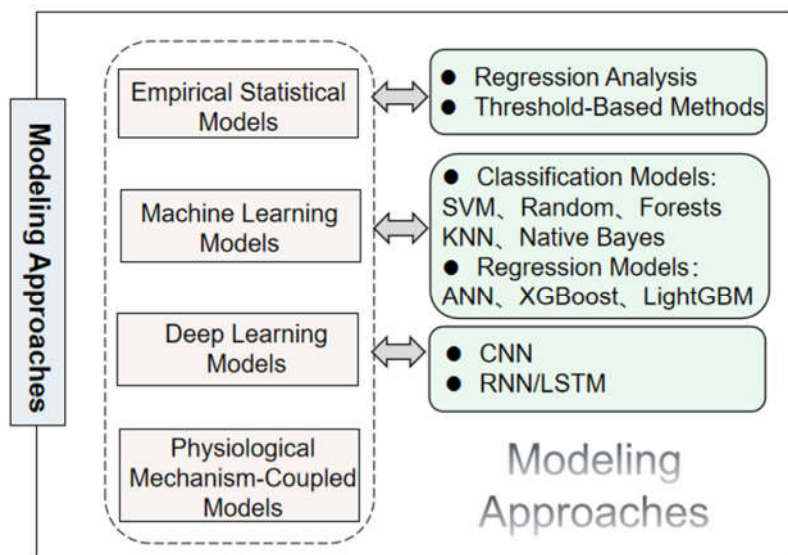 Modeling Approaches
Empirical Statistical
Models
● Regression Analysis
● Threshold-Based Methods
Machine Learning
Models
● Classification Models:
SVM、Random、Forests
KNN、Native Bayes
● Regression Models：
ANN、XGBoost、LightGBM
Deep Learning
Models
● CNN
● RNN/LSTM
Physiological
Mechanism-Coupled
Models
Modeling
Approaches